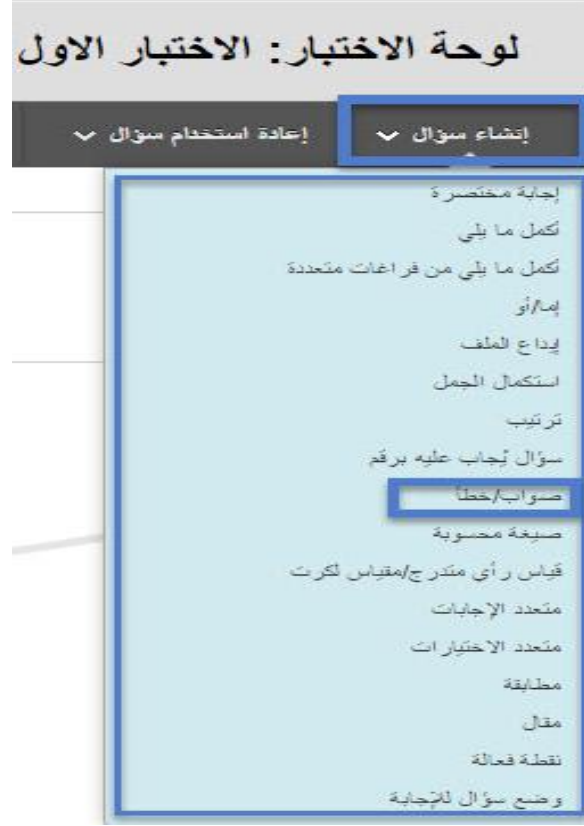 لوحة الاختبار: الاختبار الاول
إنشاء سؤال
إعادة استخدام سؤال
إجابة مختصرة
أكمل ما يلي
أكمل ما يلي من فراغات متعددة
إما/أو
إيداع الملف
استكمال الجمل
ترتيب
سؤال يُجاب عليه برقم
صواب/خطأ
صيغة محسوبة
قياس رأي متدرج/مقياس لكرت
متعدد الإجابات
متعدد الاختيارات
مطابقة
مقال
نقطة فعالة
وضع سؤال للإجابة